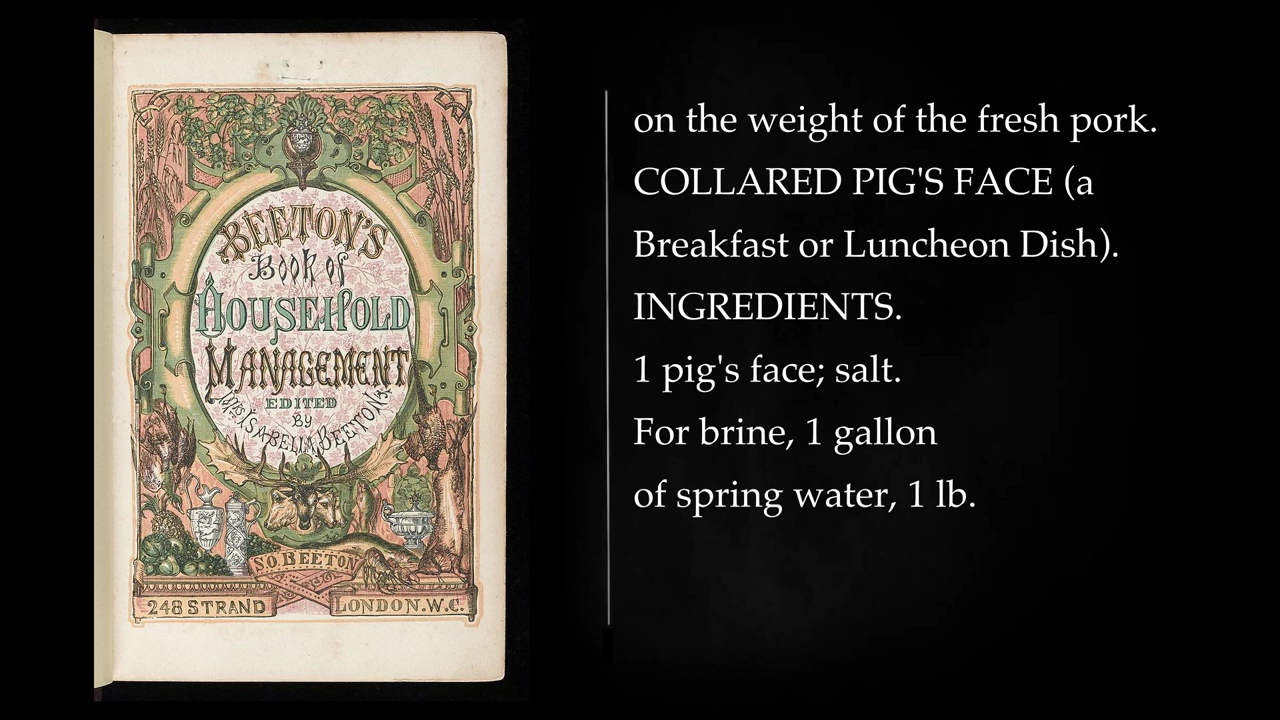 BEETON'S
Book of
HOUSEHOLD
MANAGEMENT
EDITED
BY
MRS ISABELLA BEETON
S.O. BEETON
248 STRAND
LONDON. W.C.
on the weight of the fresh pork.
COLLARED PIG'S FACE (a
Breakfast or Luncheon Dish).
INGREDIENTS.
1 pig's face; salt.
For brine, 1 gallon
of spring water, 1 lb.